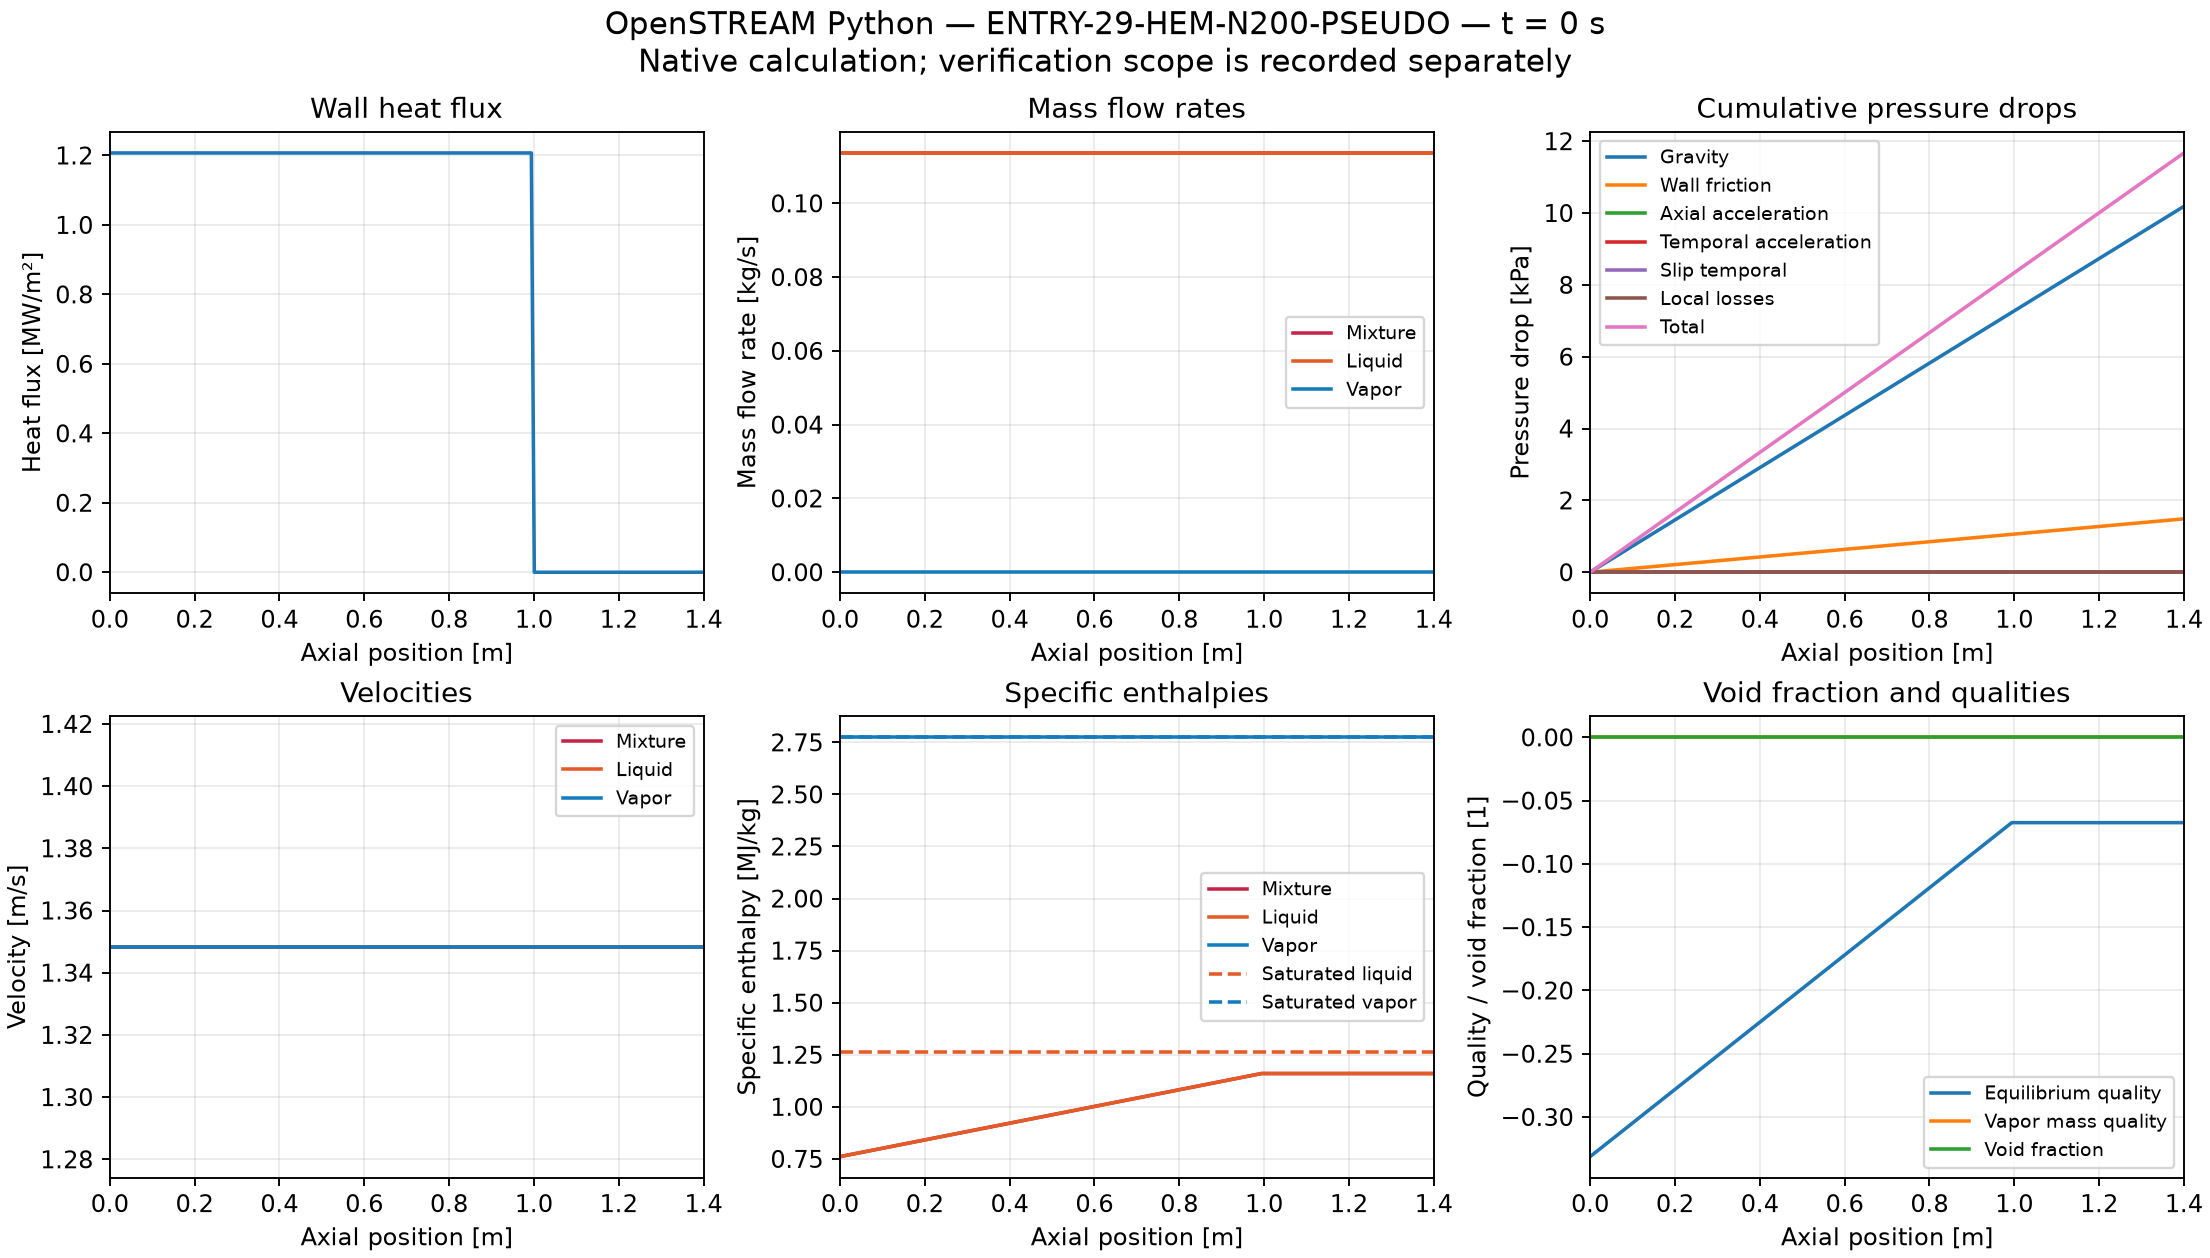 OpenSTREAM Python — ENTRY-29-HEM-N200-PSEUDO — t = 0 s
Native calculation; verification scope is recorded separately
Wall heat flux
Heat flux [MW/m²]
1.2
1.0
0.8
0.6
0.4
0.2
0.0
0.0 0.2 0.4 0.6 0.8 1.0 1.2 1.4
Axial position [m]
Mass flow rates
Mass flow rate [kg/s]
0.10
0.08
0.06
0.04
0.02
0.00
Mixture
Liquid
Vapor
0.0 0.2 0.4 0.6 0.8 1.0 1.2 1.4
Axial position [m]
Cumulative pressure drops
Pressure drop [kPa]
12
10
8
6
4
2
0
Gravity
Wall friction
Axial acceleration
Temporal acceleration
Slip temporal
Local losses
Total
0.0 0.2 0.4 0.6 0.8 1.0 1.2 1.4
Axial position [m]
Velocities
Velocity [m/s]
1.42
1.40
1.38
1.36
1.34
1.32
1.30
1.28
Mixture
Liquid
Vapor
0.0 0.2 0.4 0.6 0.8 1.0 1.2 1.4
Axial position [m]
Specific enthalpies
Specific enthalpy [MJ/kg]
2.75
2.50
2.25
2.00
1.75
1.50
1.25
1.00
0.75
Mixture
Liquid
Vapor
Saturated liquid
Saturated vapor
0.0 0.2 0.4 0.6 0.8 1.0 1.2 1.4
Axial position [m]
Void fraction and qualities
Quality / void fraction [1]
0.00
−0.05
−0.10
−0.15
−0.20
−0.25
−0.30
Equilibrium quality
Vapor mass quality
Void fraction
0.0 0.2 0.4 0.6 0.8 1.0 1.2 1.4
Axial position [m]